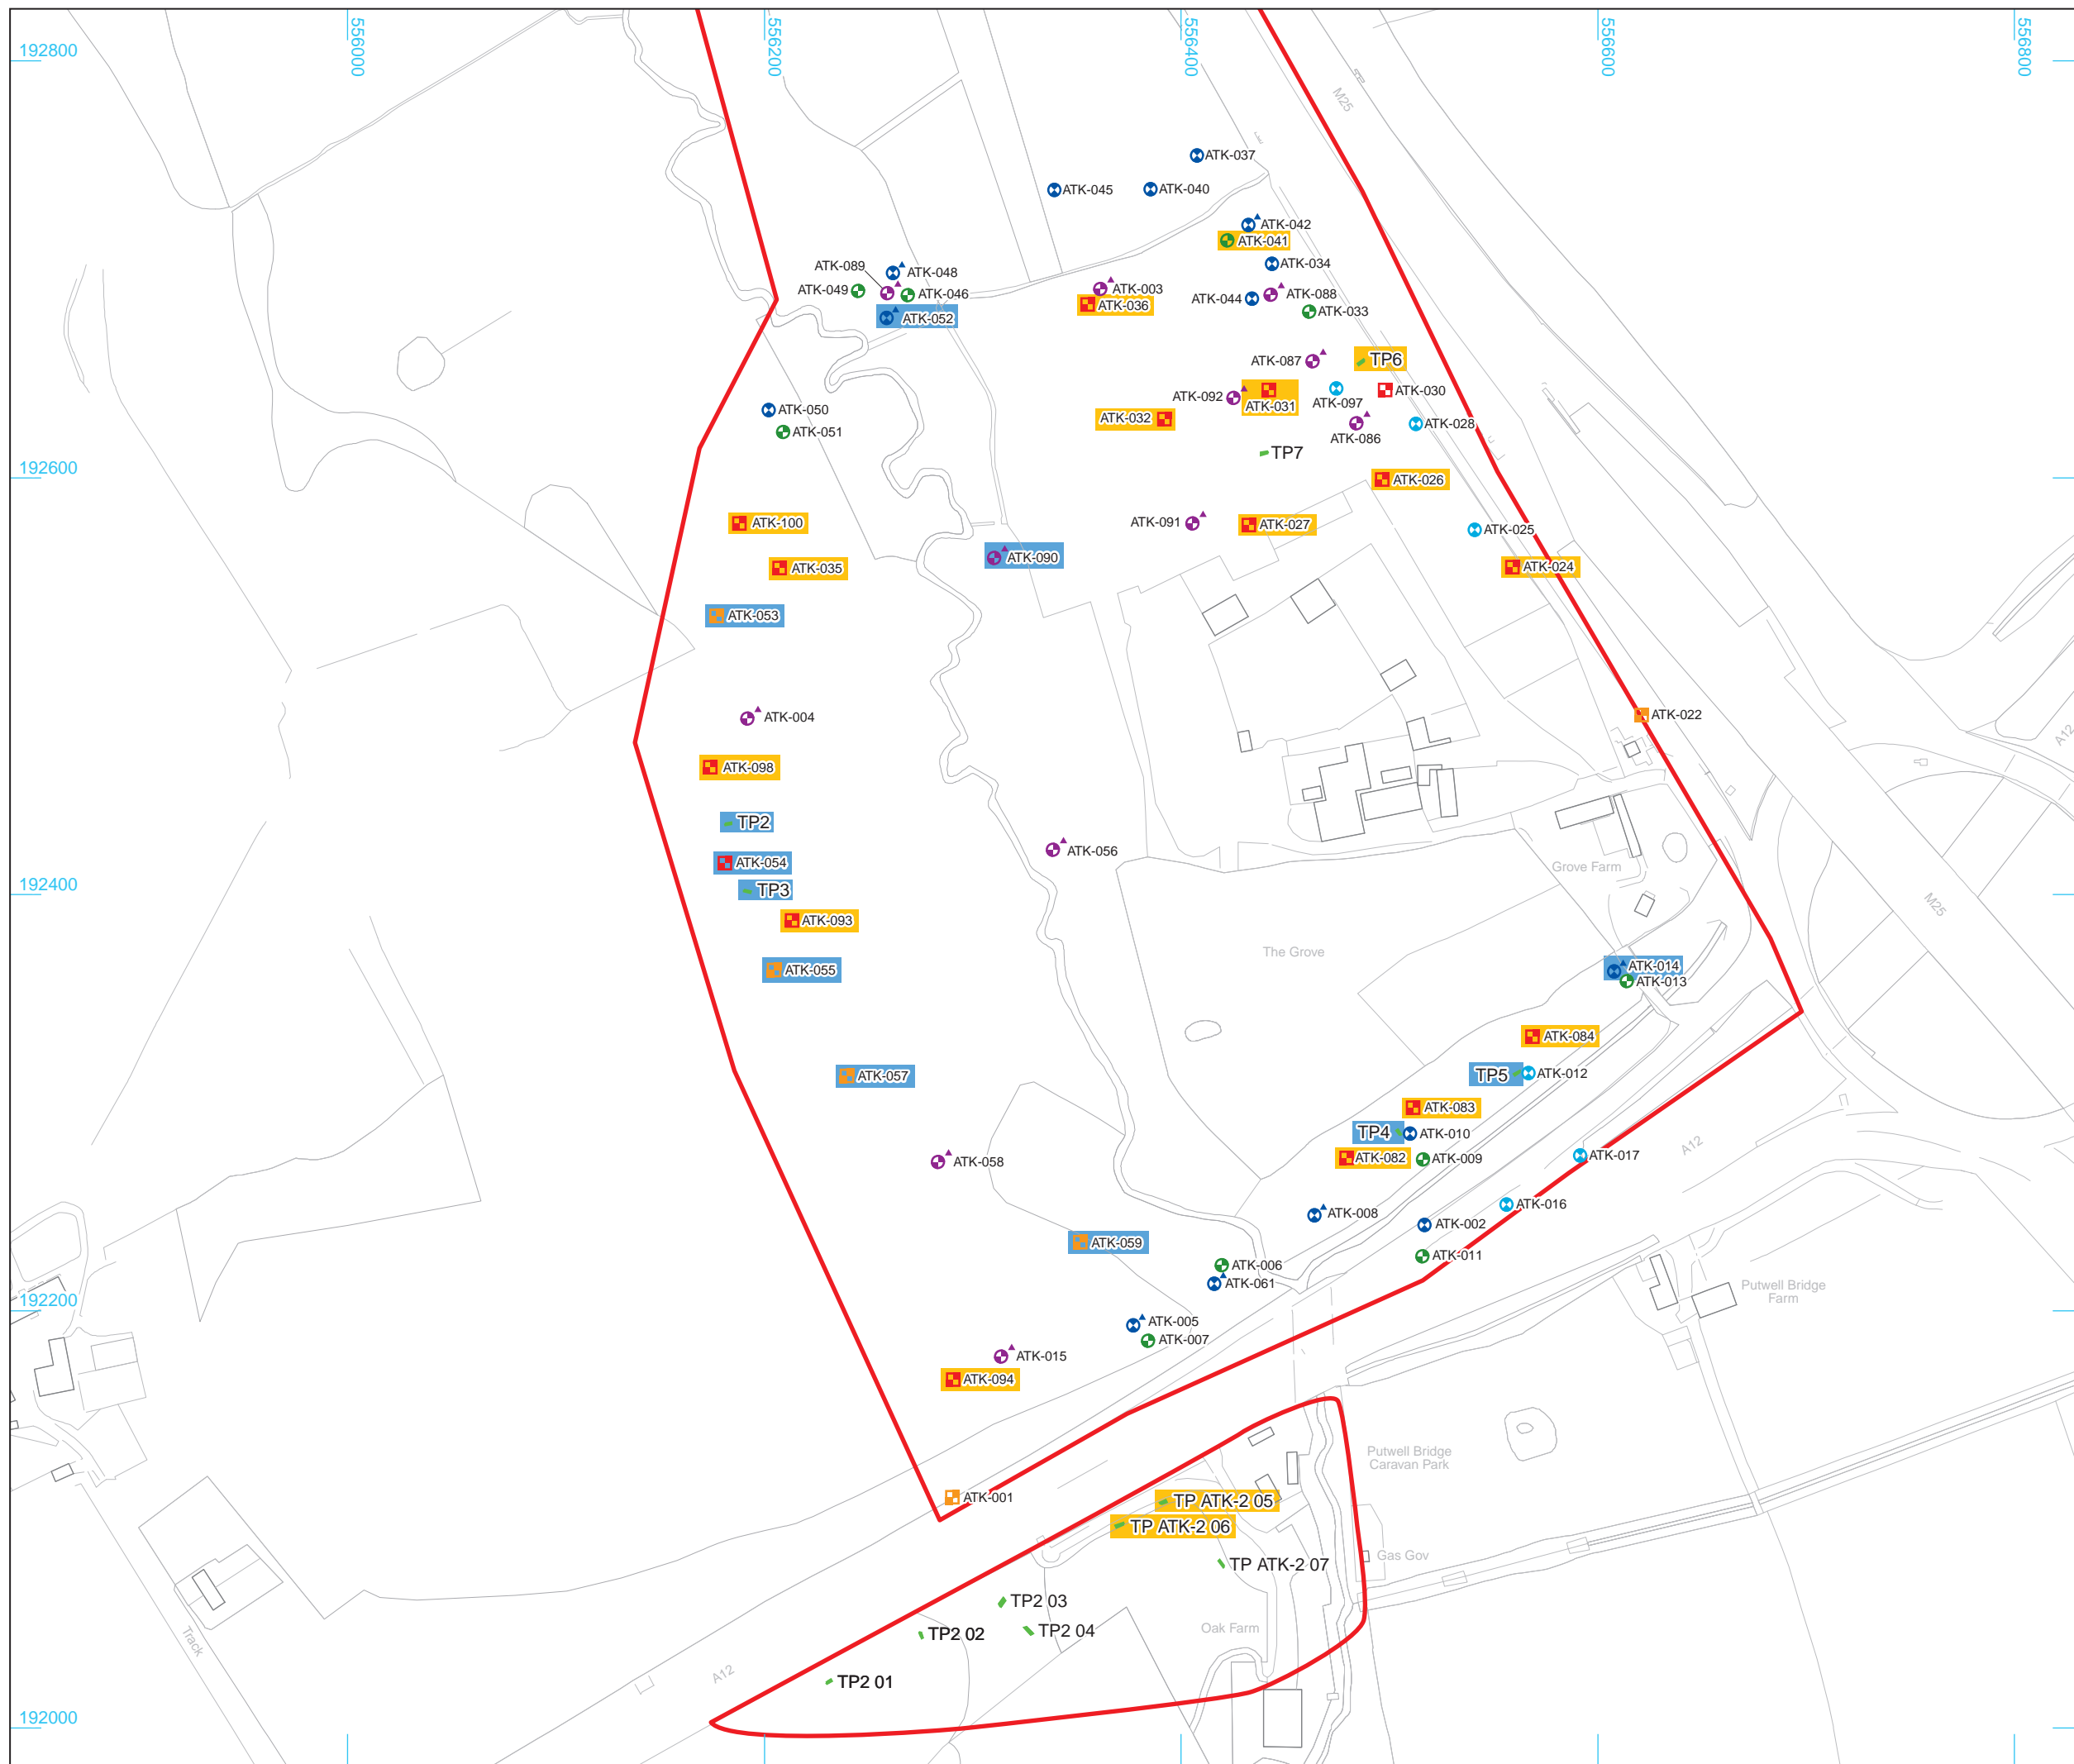 556000
556200
556400
556600
556800
192800
M25
ATK-037
ATK-045
ATK-040
ATK-042
ATK-041
ATK-034
ATK-089
ATK-048
ATK-049
ATK-046
ATK-003
ATK-044
ATK-088
ATK-036
ATK-033
ATK-052
ATK-087
TP6
ATK-092
ATK-031
ATK-097
ATK-030
ATK-050
ATK-032
ATK-028
ATK-051
ATK-086
TP7
192600
ATK-026
ATK-100
ATK-091
ATK-027
ATK-025
ATK-090
ATK-035
ATK-024
ATK-053
ATK-004
ATK-022
A12
ATK-098
TP2
ATK-056
ATK-054
Grove Farm
192400
TP3
M25
ATK-093
The Grove
ATK-055
ATK-014
ATK-013
ATK-084
ATK-057
TP5
ATK-012
ATK-083
TP4
ATK-010
A12
ATK-082
ATK-009
ATK-017
ATK-058
ATK-016
ATK-008
ATK-002
ATK-059
ATK-011
ATK-006
ATK-061
Putwell Bridge
Farm
192200
ATK-005
ATK-007
ATK-015
ATK-094
Putwell Bridge
Caravan Park
ATK-001
TP ATK-2 05
TP ATK-2 06
Gas Gov
TP ATK-2 07
TP2 03
Oak Farm
TP2 04
TP2 02
Track
A12
TP2 01
192000